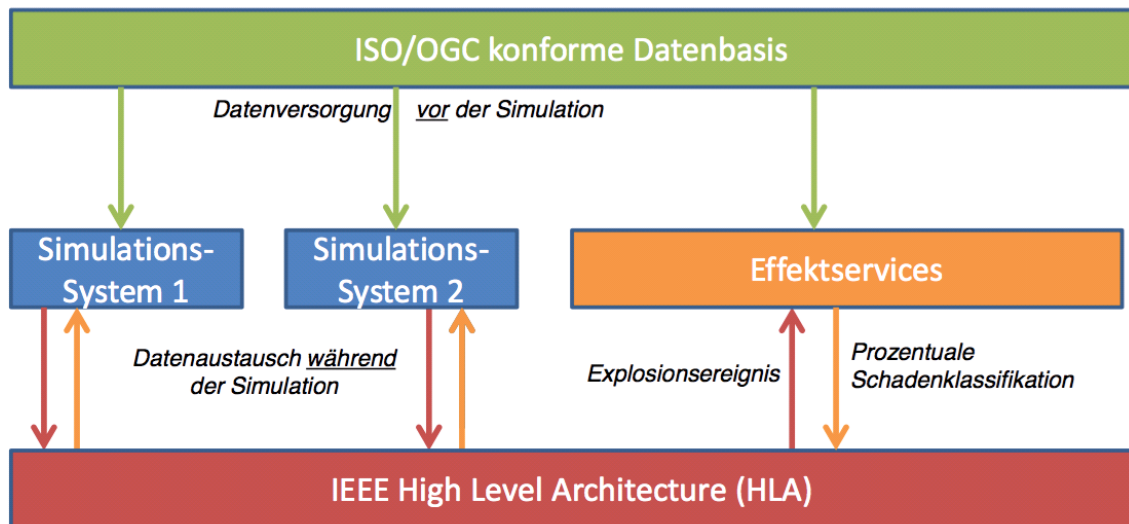 ISO/OGC konforme Datenbasis
Datenversorgung vor der Simulation
Simulations-
System 1
Simulations-
System 2
Effektservices
Datenaustausch während
der Simulation
Explosionsereignis
Prozentuale
Schadenklassifikation
IEEE High Level Architecture (HLA)